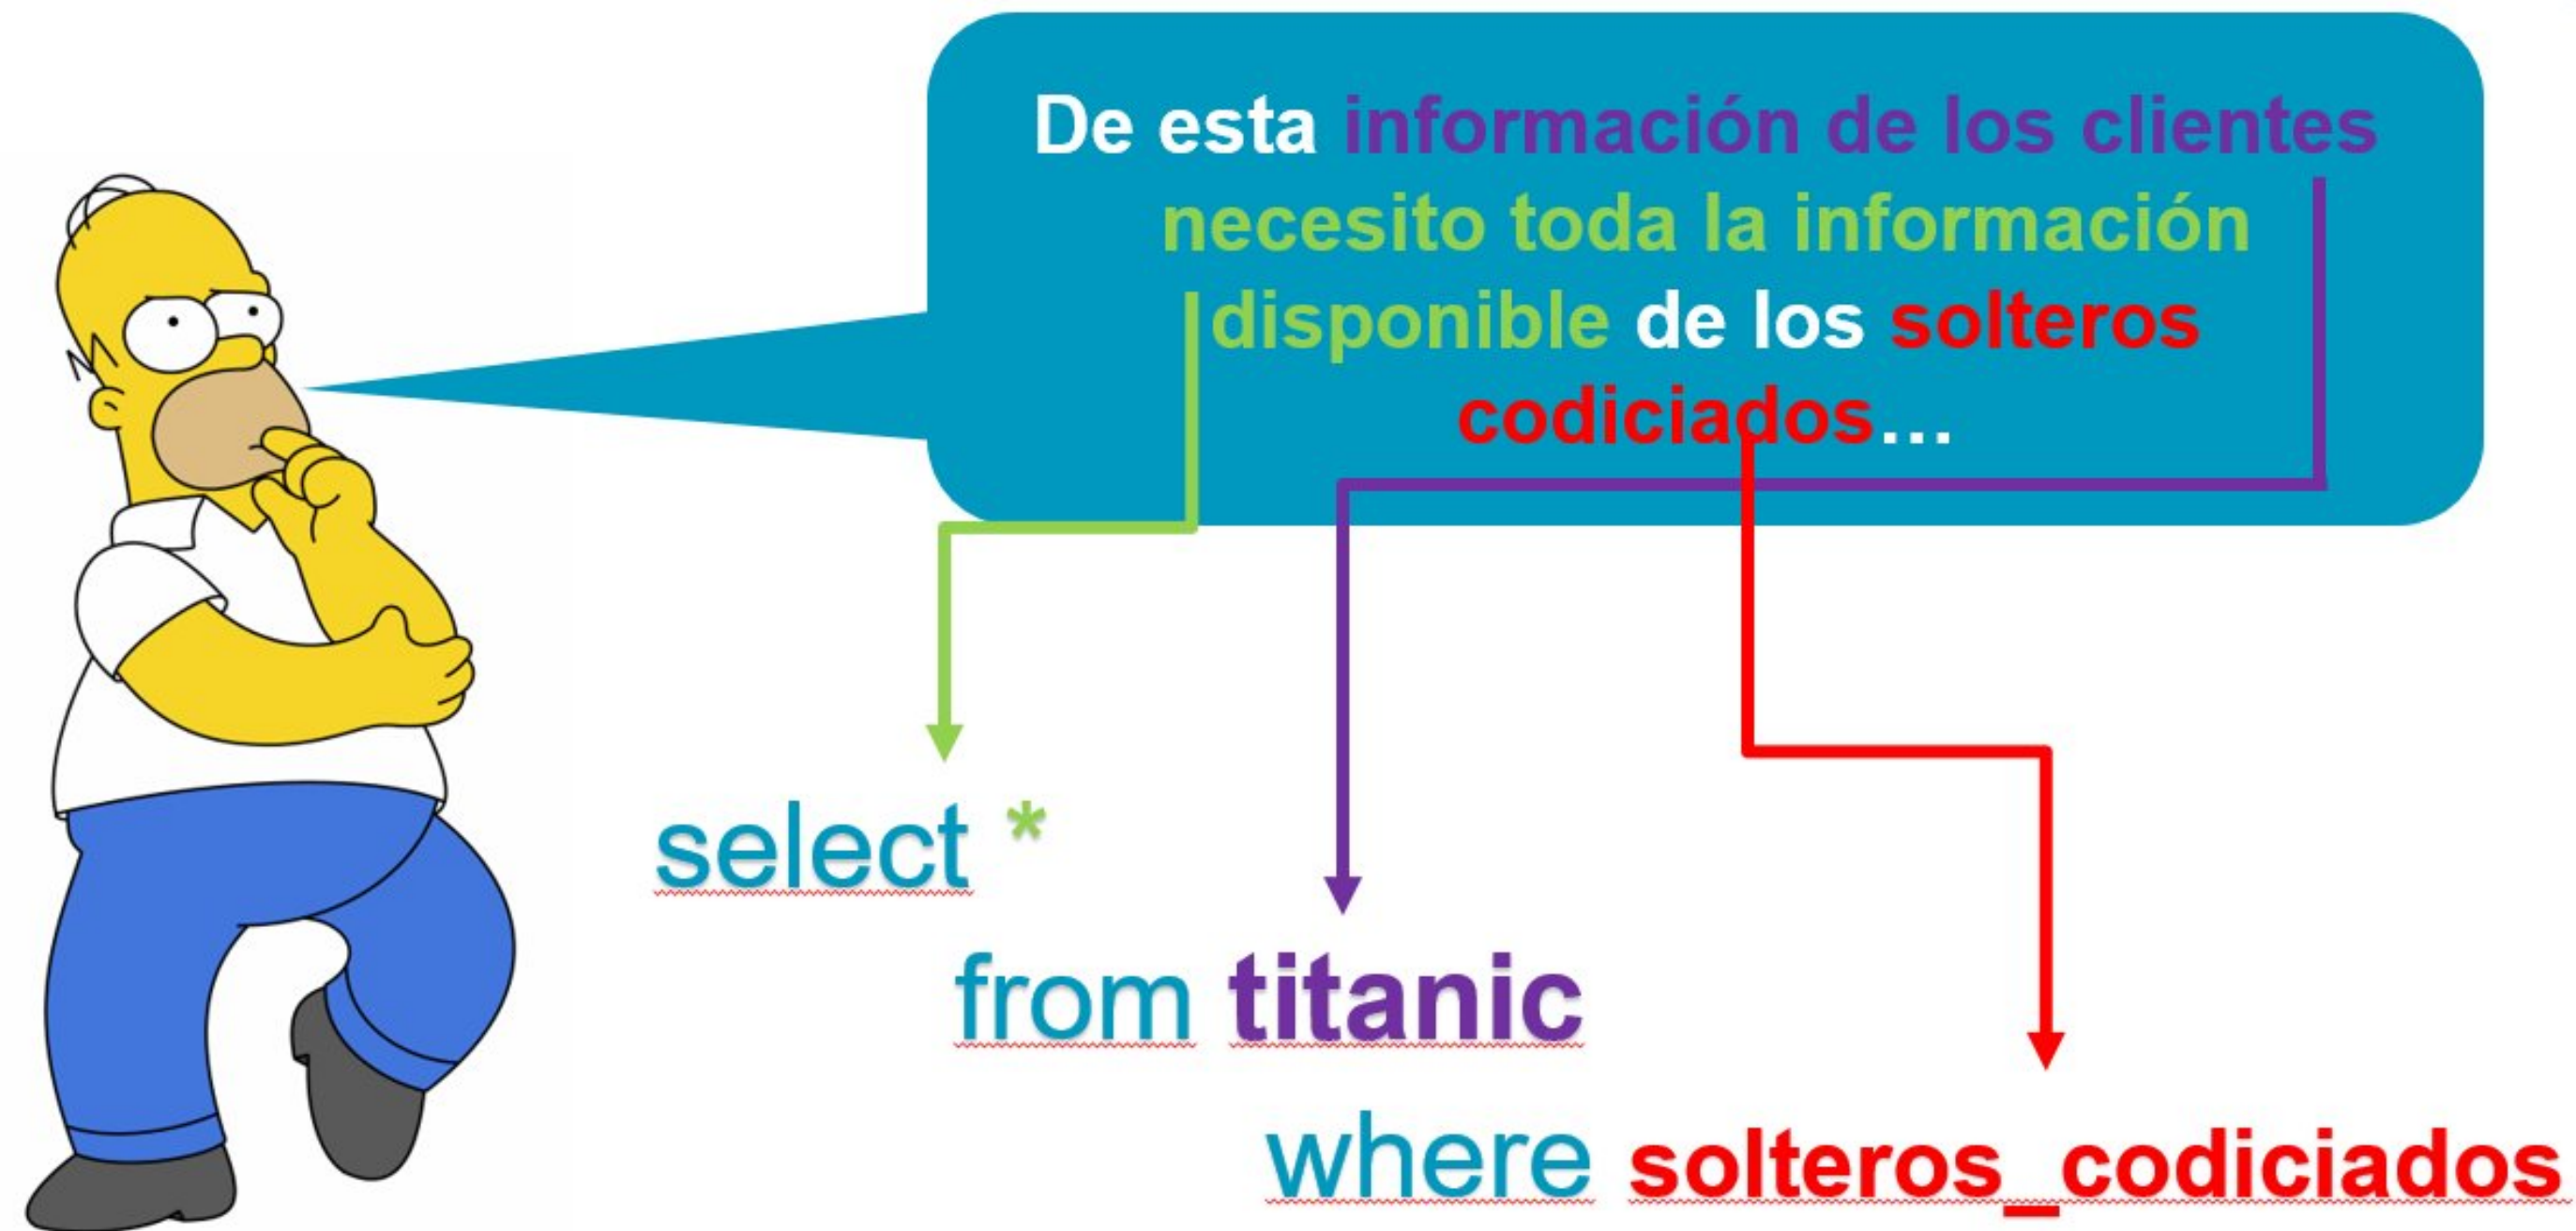 De esta información de los clientes
necesito toda la información
disponible de los solteros
codiciados...
select *
from titanic
where solteros_codiciados